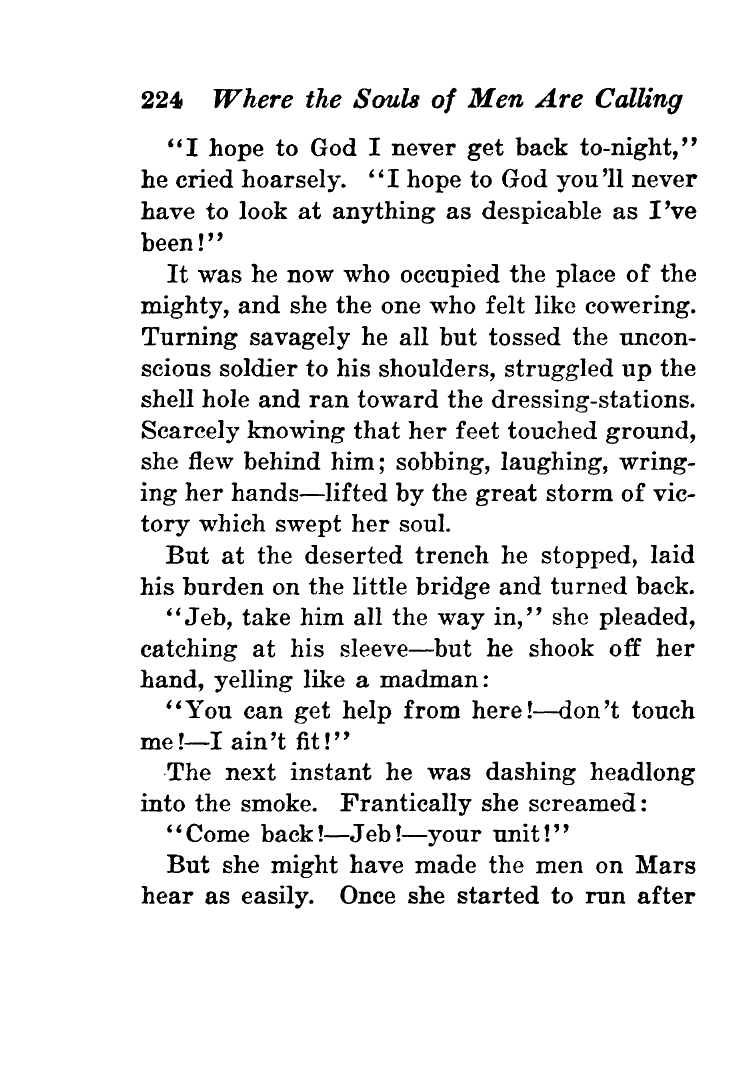 224 Where the Souls of Men Are Calling
“I hope to God I never get back to-night,”
he cried hoarsely. “I hope to God you’ll never
have to look at anything as despicable as I’ve
been!”
It was he now who occupied the place of the
mighty, and she the one who felt like cowering.
Turning savagely he all but tossed the uncon-
scious soldier to his shoulders, struggled up the
shell hole and ran toward the dressing-stations.
Scarcely knowing that her feet touched ground,
she flew behind him; sobbing, laughing, wring-
ing her hands—lifted by the great storm of vic-
tory which swept her soul.
But at the deserted trench he stopped, laid
his burden on the little bridge and turned back.
“Jeb, take him all the way in,” she pleaded,
catching at his sleeve—but he shook off her
hand, yelling like a madman:
“You can get help from here!—don’t touch
me!—I ain’t fit!”
The next instant he was dashing headlong
into the smoke. Frantically she screamed:
“Come back!—Jeb!—your unit!”
But she might have made the men on Mars
hear as easily. Once she started to run after